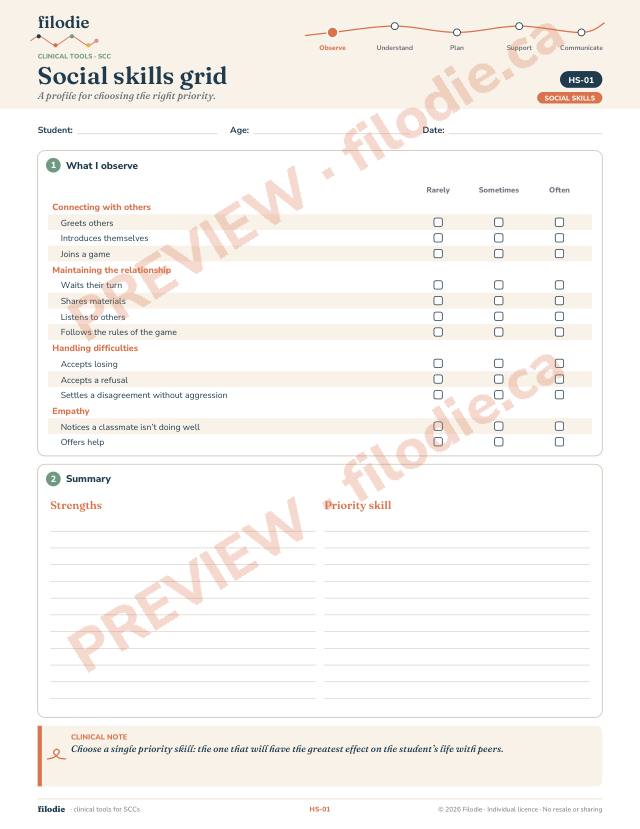 filodie
Observe Understand Plan Support Communicate
CLINICAL TOOLS · SCC
Social skills grid
HS-01
A profile for choosing the right priority.
SOCIAL SKILLS
Student: Age: Date:
1 What I observe
Rarely Sometimes Often
Connecting with others
Greets others
Introduces themselves
Joins a game
Maintaining the relationship
Waits their turn
Shares materials
Listens to others
Follows the rules of the game
Handling difficulties
Accepts losing
Accepts a refusal
Settles a disagreement without aggression
Empathy
Notices a classmate isn’t doing well
Offers help
PREVIEW · filodie.ca
2 Summary
Strengths Priority skill
PREVIEW · filodie.ca
CLINICAL NOTE
Choose a single priority skill: the one that will have the greatest effect on the student’s life with peers.
filodie · clinical tools for SCCs HS-01 © 2026 Filodie · Individual licence · No resale or sharing